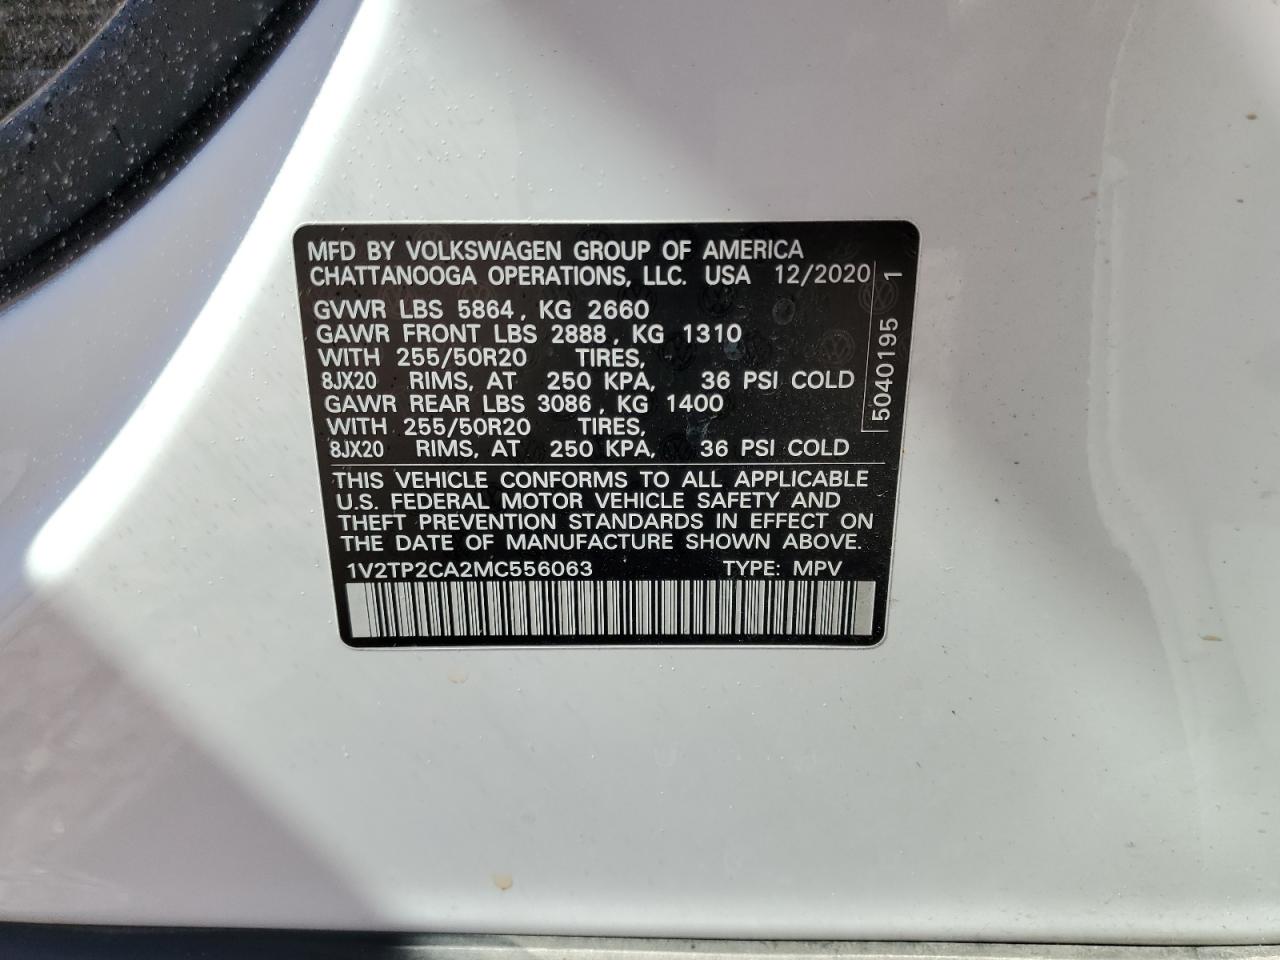 MFD BY VOLKSWAGEN GROUP OF AMERICA
CHATTANOOGA OPERATIONS, LLC. USA 12/2020
GVWR LBS 5864, KG 2660
GAWR FRONT LBS 2888, KG 1310
WITH 255/50R20 TIRES,
8JX20 RIMS, AT 250 KPA, 36 PSI COLD
GAWR REAR LBS 3086, KG 1400
WITH 255/50R20 TIRES,
8JX20 RIMS, AT 250 KPA, 36 PSI COLD
5040195 1
THIS VEHICLE CONFORMS TO ALL APPLICABLE
U.S. FEDERAL MOTOR VEHICLE SAFETY AND
THEFT PREVENTION STANDARDS IN EFFECT ON
THE DATE OF MANUFACTURE SHOWN ABOVE.
1V2TP2CA2MC556063 TYPE: MPV